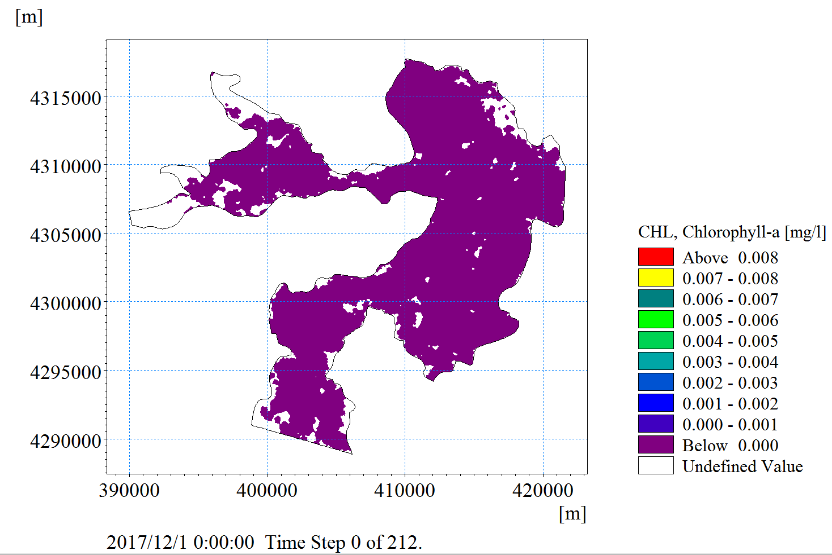 [m]
4315000
4310000
4305000
4300000
4295000
4290000
390000 400000 410000 420000
[m]
CHL, Chlorophyll-a [mg/l]
Above 0.008
0.007 - 0.008
0.006 - 0.007
0.005 - 0.006
0.004 - 0.005
0.003 - 0.004
0.002 - 0.003
0.001 - 0.002
0.000 - 0.001
Below 0.000
Undefined Value
2017/12/1 0:00:00 Time Step 0 of 212.